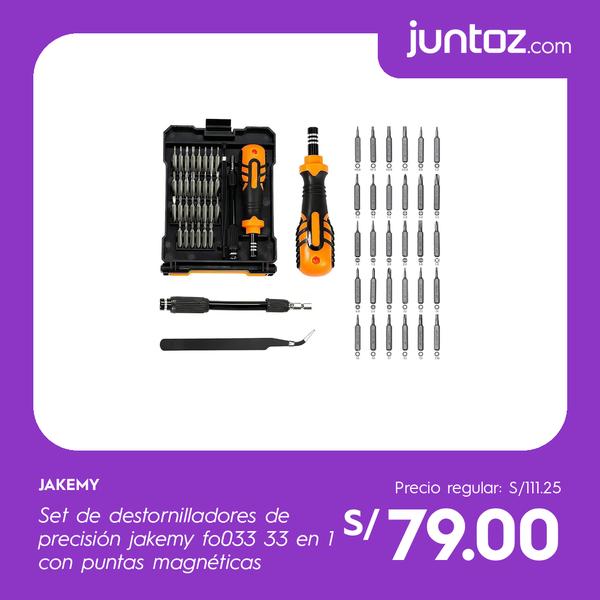 juntoz.com
JAKEMY
Set de destornilladores de
precisión jakemy fo033 33 en 1
con puntas magnéticas
Precio regular: S/111.25
S/79.00